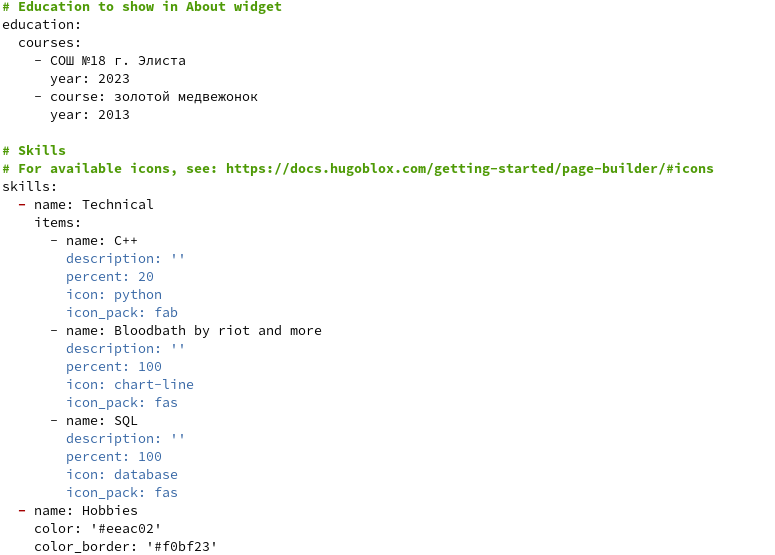 # Education to show in About widget
education:
  courses:
    - СОШ №18 г. Элиста
      year: 2023
    - course: золотой медвежонок
      year: 2013
# Skills
# For available icons, see: https://docs.hugoblox.com/getting-started/page-builder/#icons
skills:
  - name: Technical
    items:
      - name: C++
        description: ''
        percent: 20
        icon: python
        icon_pack: fab
      - name: Bloodbath by riot and more
        description: ''
        percent: 100
        icon: chart-line
        icon_pack: fas
      - name: SQL
        description: ''
        percent: 100
        icon: database
        icon_pack: fas
  - name: Hobbies
    color: '#eeac02'
    color_border: '#f0bf23'